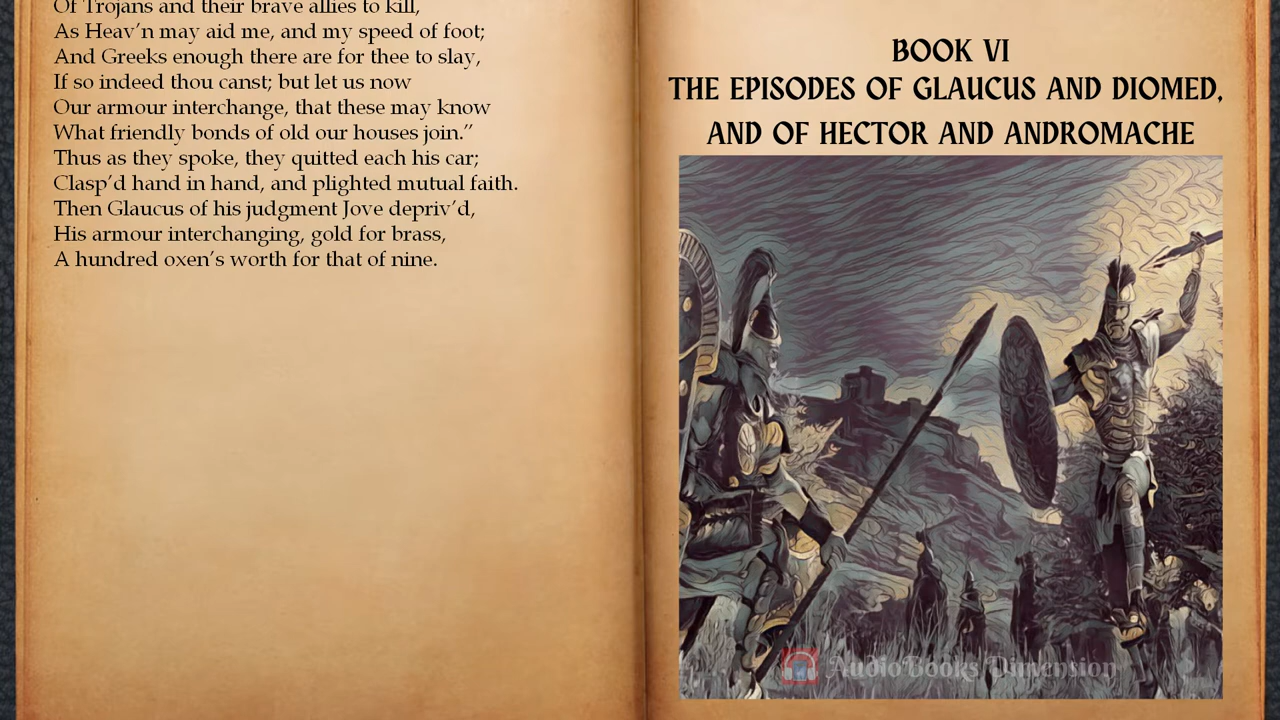 Of Trojans and their brave allies to kill,
As Heav’n may aid me, and my speed of foot;
And Greeks enough there are for thee to slay,
If so indeed thou canst; but let us now
Our armour interchange, that these may know
What friendly bonds of old our houses join.”
Thus as they spoke, they quitted each his car;
Clasp’d hand in hand, and plighted mutual faith.
Then Glaucus of his judgment Jove depriv’d,
His armour interchanging, gold for brass,
A hundred oxen’s worth for that of nine.
BOOK VI
THE EPISODES OF GLAUCUS AND DIOMED,
AND OF HECTOR AND ANDROMACHE
AudioBooks Dimension